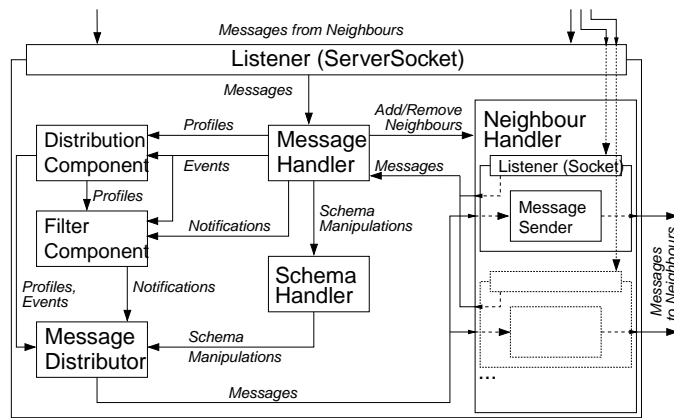 Messages from Neighbours
Listener (ServerSocket)
Messages
Profiles
Add/Remove
Neighbours
Distribution
Component
Message
Handler
Neighbour
Handler
Events
Messages
Listener (Socket)
Profiles
Filter
Component
Notifications
Schema
Manipulations
Message
Sender
Schema
Handler
Profiles,
Events
Notifications
Messages
to Neighbours
Message
Distributor
Schema
Manipulations
Messages
...